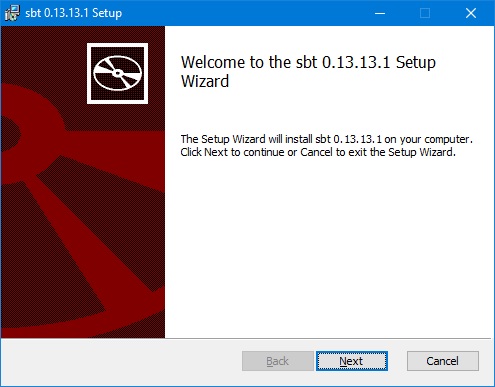 sbt 0.13.13.1 Setup
Welcome to the sbt 0.13.13.1 Setup
Wizard
The Setup Wizard will install sbt 0.13.13.1 on your computer.
Click Next to continue or Cancel to exit the Setup Wizard.
Back Next Cancel